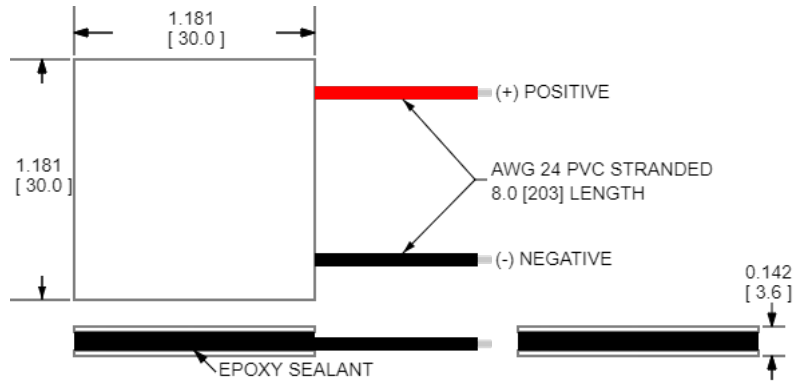 1.181
[ 30.0 ]
(+) POSITIVE
1.181
[ 30.0 ]
AWG 24 PVC STRANDED
8.0 [203] LENGTH
(-) NEGATIVE
0.142
[ 3.6 ]
EPOXY SEALANT